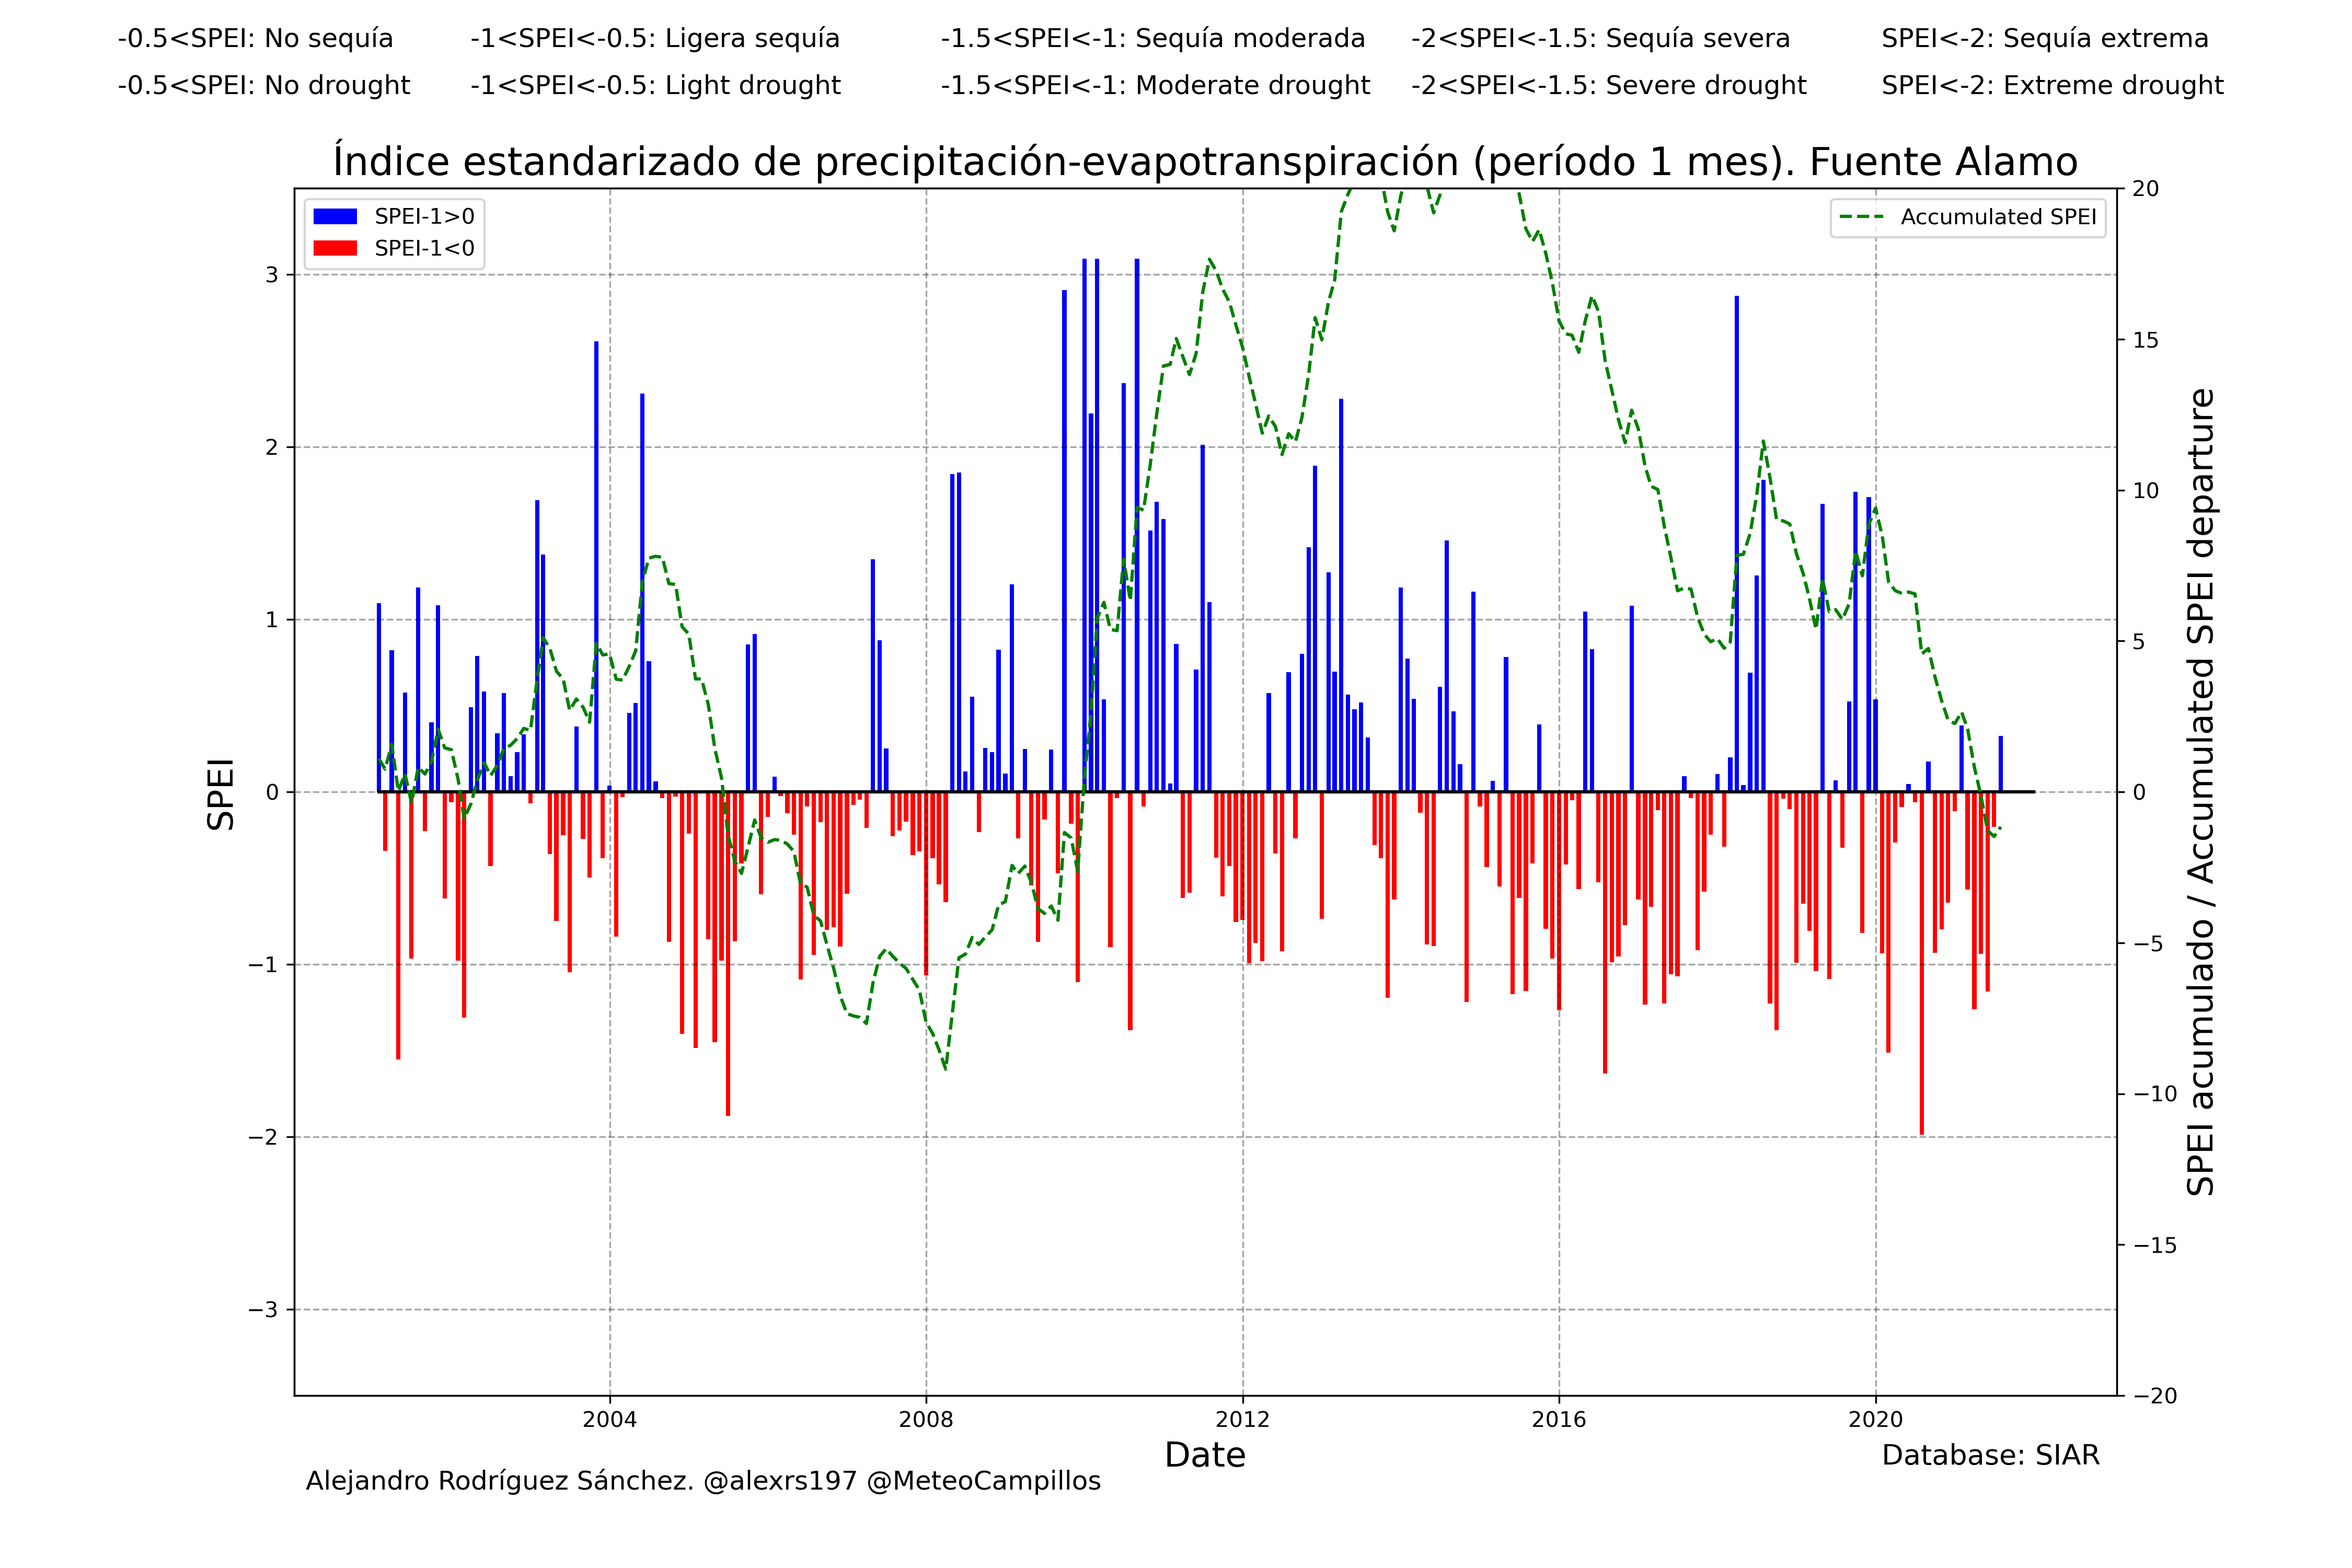 -0.5<SPEI: No sequía -1<SPEI<-0.5: Ligera sequía -1.5<SPEI<-1: Sequía moderada -2<SPEI<-1.5: Sequía severa SPEI<-2: Sequía extrema
-0.5<SPEI: No drought -1<SPEI<-0.5: Light drought -1.5<SPEI<-1: Moderate drought -2<SPEI<-1.5: Severe drought SPEI<-2: Extreme drought
Índice estandarizado de precipitación-evapotranspiración (período 1 mes). Fuente Alamo
SPEI-1>0
SPEI-1<0
Accumulated SPEI
SPEI
3
2
1
0
−1
−2
−3
20
15
10
5
0
−5
−10
−15
−20
SPEI acumulado / Accumulated SPEI departure
2004 2008 2012 2016 2020
Date
Database: SIAR
Alejandro Rodríguez Sánchez. @alexrs197 @MeteoCampillos